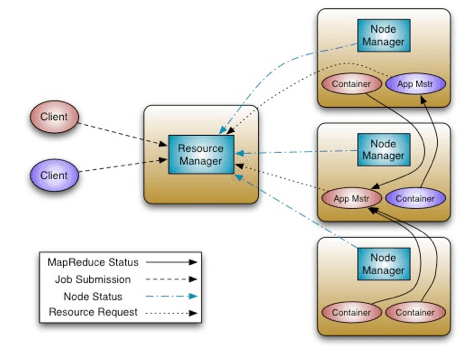 Node
Manager
Container
App Mstr
Client
Resource
Manager
Node
Manager
Client
App Mstr
Container
Node
Manager
MapReduce Status
Job Submission
Node Status
Resource Request
Container
Container